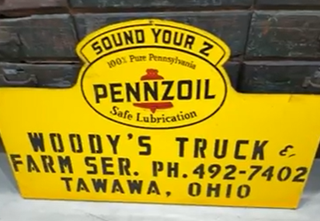 SOUND YOUR Z
100% Pure Pennsylvania
PENNZOIL
Safe Lubrication
WOODY'S TRUCK &
FARM SER. PH. 492-7402
TAWAWA, OHIO